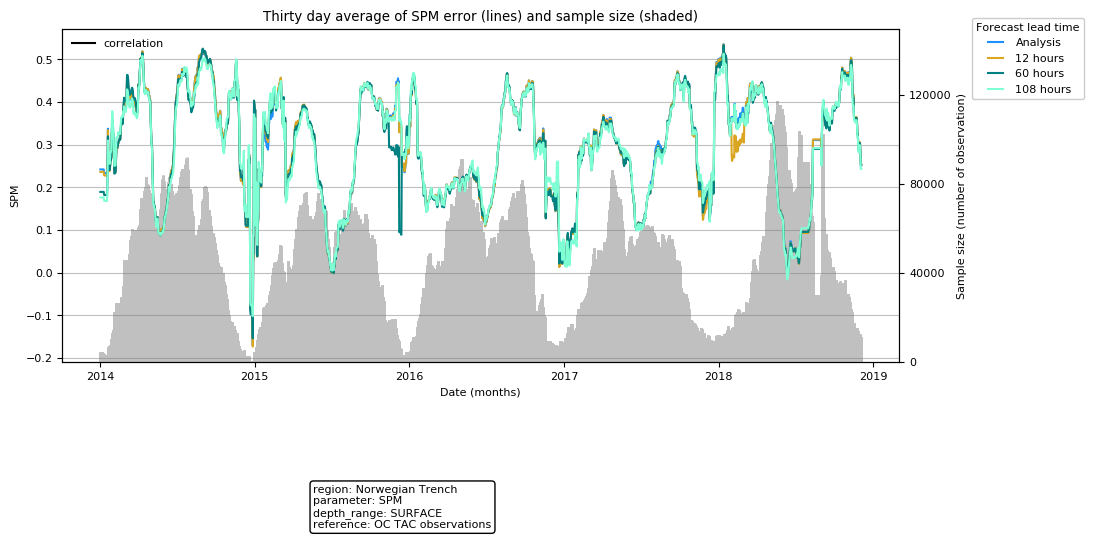 Thirty day average of SPM error (lines) and sample size (shaded)
Forecast lead time
Analysis
12 hours
60 hours
108 hours
correlation
0.5
0.4
0.3
0.2
0.1
0.0
−0.1
−0.2
SPM
120000
80000
40000
0
Sample size (number of observation)
2014 2015 2016 2017 2018 2019
Date (months)
region: Norwegian Trench
parameter: SPM
depth_range: SURFACE
reference: OC TAC observations